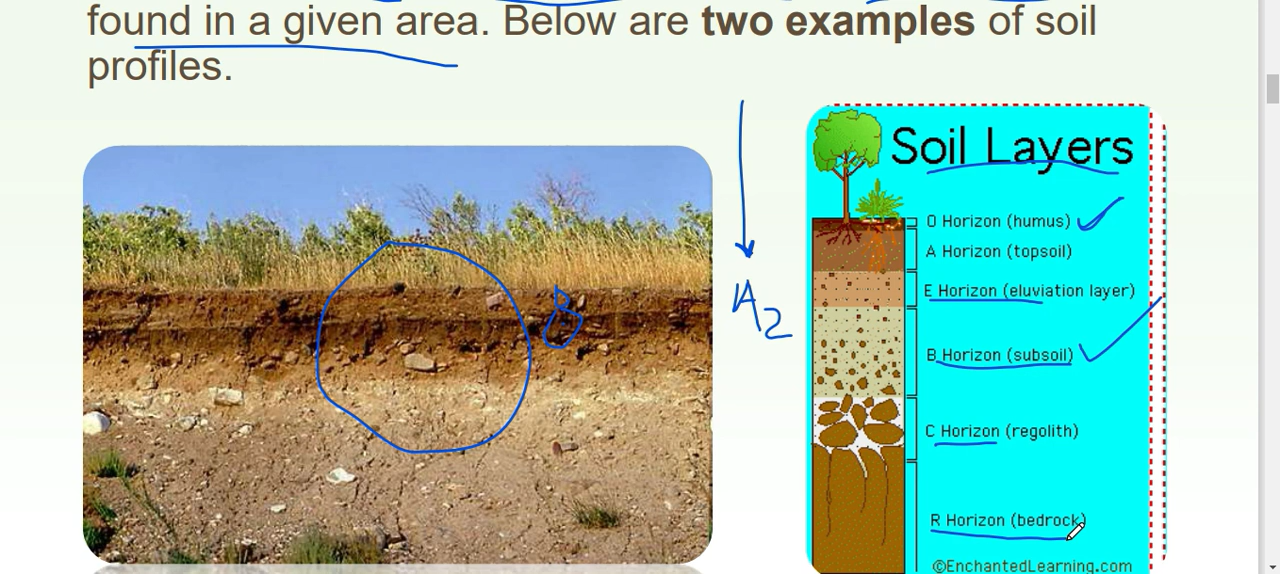 found in a given area. Below are two examples of soil
profiles.
Soil Layers
O Horizon (humus)
A Horizon (topsoil)
A2
E Horizon (eluviation layer)
B Horizon (subsoil)
C Horizon (regolith)
R Horizon (bedrock)
©EnchantedLearning.com